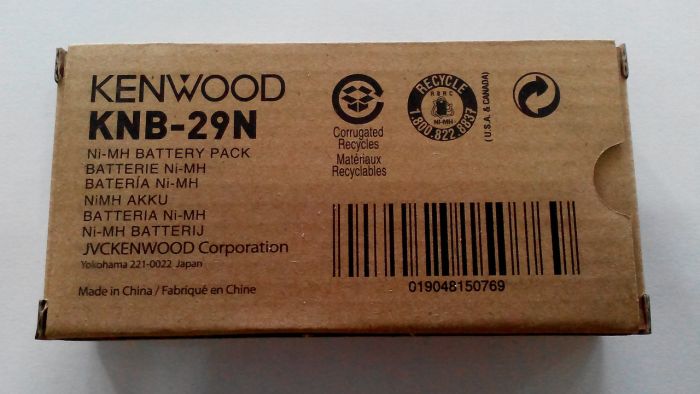 KENWOOD
KNB-29N
Ni-MH BATTERY PACK
BATTERIE Ni-MH
BATERÍA Ni-MH
NiMH AKKU
BATTERIA Ni-MH
Ni-MH BATTERIJ
JVCKENWOOD Corporation
Yokohama 221-0022 Japan
Made in China / Fabriqué en Chine
Corrugated
Recycles
Matériaux
Recyclables
RECYCLE
RBRC
NI-MH
1.800.822.8837
(U.S.A. & CANADA)
019048150769